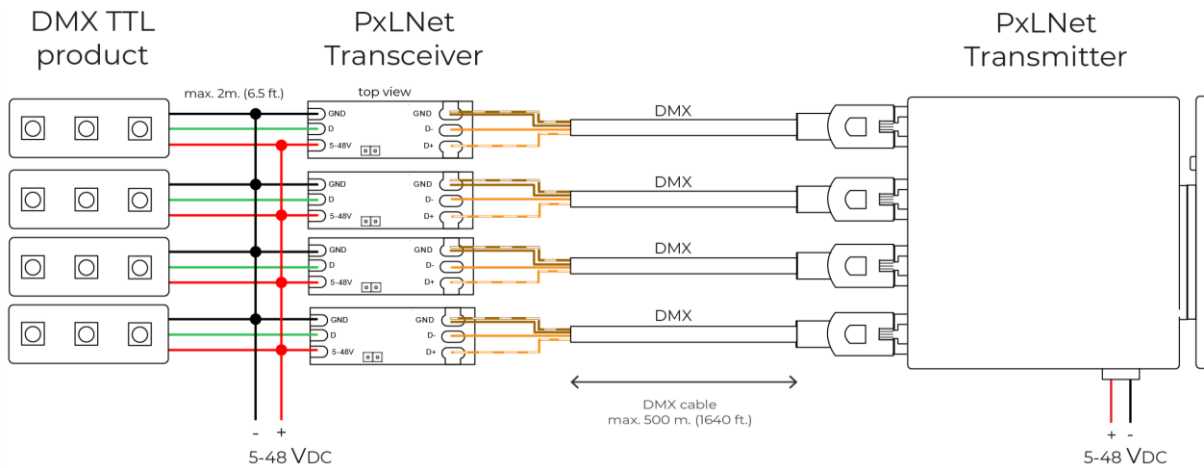 DMX TTL
product
PxLNet
Transceiver
PxLNet
Transmitter
max. 2m. (6.5 ft.)
top view
GND
D
5-48V
GND
D-
D+
DMX
GND
D
5-48V
GND
D-
D+
DMX
GND
D
5-48V
GND
D-
D+
DMX
GND
D
5-48V
GND
D-
D+
DMX
DMX cable
max. 500 m. (1640 ft.)
- +
5-48 VDC
+ -
5-48 VDC